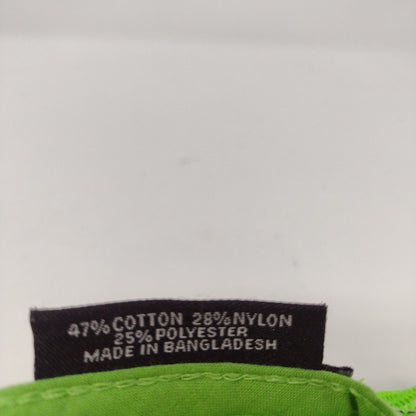 47% COTTON 28% NYLON
25% POLYESTER
MADE IN BANGLADESH